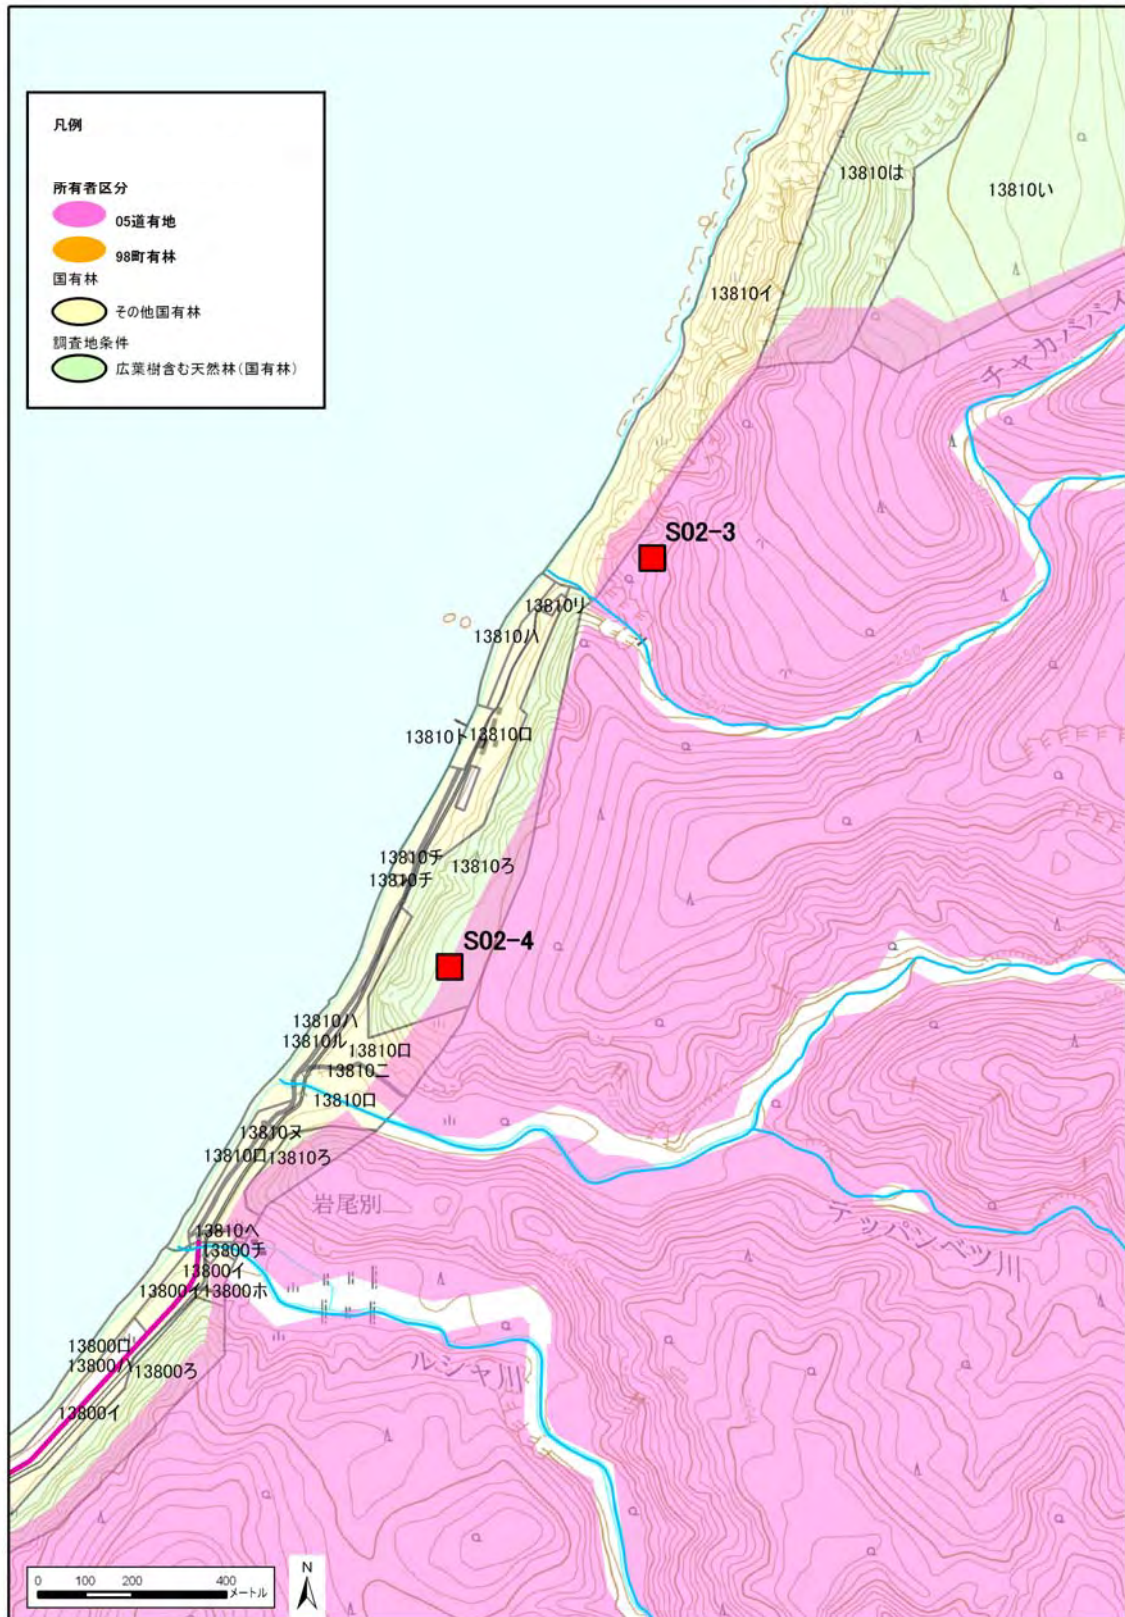 凡例
所有者区分
05道有地
98町有林
国有林
その他国有林
調査地条件
広葉樹含む天然林(国有林)
13810は
13810い
13810イ
チャカババイ
S02-3
13810リ
13810ハ
13810ト
13810ロ
13810チ
13810ろ
13810チ
S02-4
13810ハ
13810ル
13810ロ
13810ニ
13810ロ
13810ヌ
13810ロ
13810ろ
岩尾別
テッパンベツ川
13810ヘ
13800チ
13800イ
13800イ
13800ホ
13800ロ
13800ハ
13800ろ
13800イ
ルシャ川
0 100 200 400
メートル
N